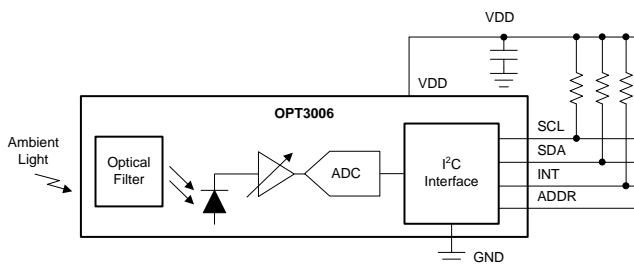 VDD
VDD
OPT3006
Ambient
Light
Optical
Filter
ADC
I²C
Interface
SCL
SDA
INT
ADDR
GND